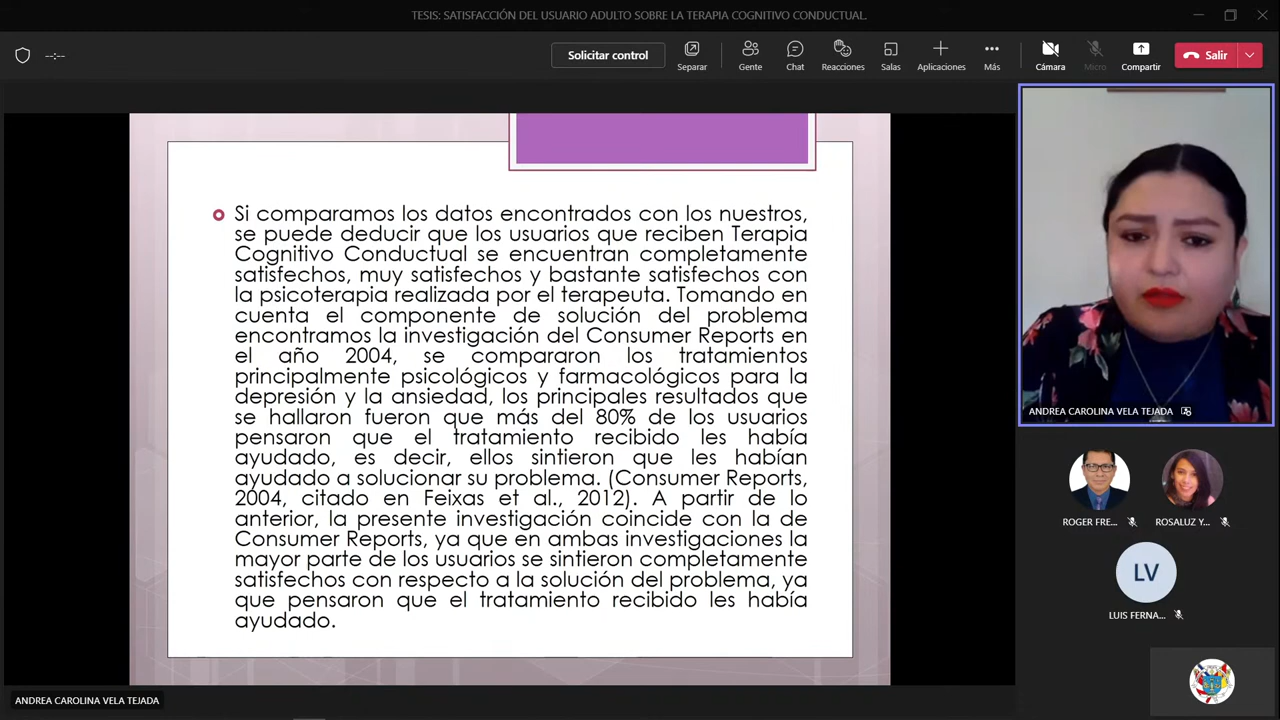 TESIS: SATISFACCIÓN DEL USUARIO ADULTO SOBRE LA TERAPIA COGNITIVO CONDUCTUAL.
--:--
Solicitar control
Separar
Gente
Chat
Reacciones
Salas
Aplicaciones
Más
Cámara
Micro
Compartir
Salir
Si comparamos los datos encontrados con los nuestros,
se puede deducir que los usuarios que reciben Terapia
Cognitivo Conductual se encuentran completamente
satisfechos, muy satisfechos y bastante satisfechos con
la psicoterapia realizada por el terapeuta. Tomando en
cuenta el componente de solución del problema
encontramos la investigación del Consumer Reports en
el año 2004, se compararon los tratamientos
principalmente psicológicos y farmacológicos para la
depresión y la ansiedad, los principales resultados que
se hallaron fueron que más del 80% de los usuarios
pensaron que el tratamiento recibido les había
ayudado, es decir, ellos sintieron que les habían
ayudado a solucionar su problema. (Consumer Reports,
2004, citado en Feixas et al., 2012). A partir de lo
anterior, la presente investigación coincide con la de
Consumer Reports, ya que en ambas investigaciones la
mayor parte de los usuarios se sintieron completamente
satisfechos con respecto a la solución del problema, ya
que pensaron que el tratamiento recibido les había
ayudado.
ANDREA CAROLINA VELA TEJADA
ROGER FRE...
ROSALUZ Y...
LV
LUIS FERNA...
ANDREA CAROLINA VELA TEJADA